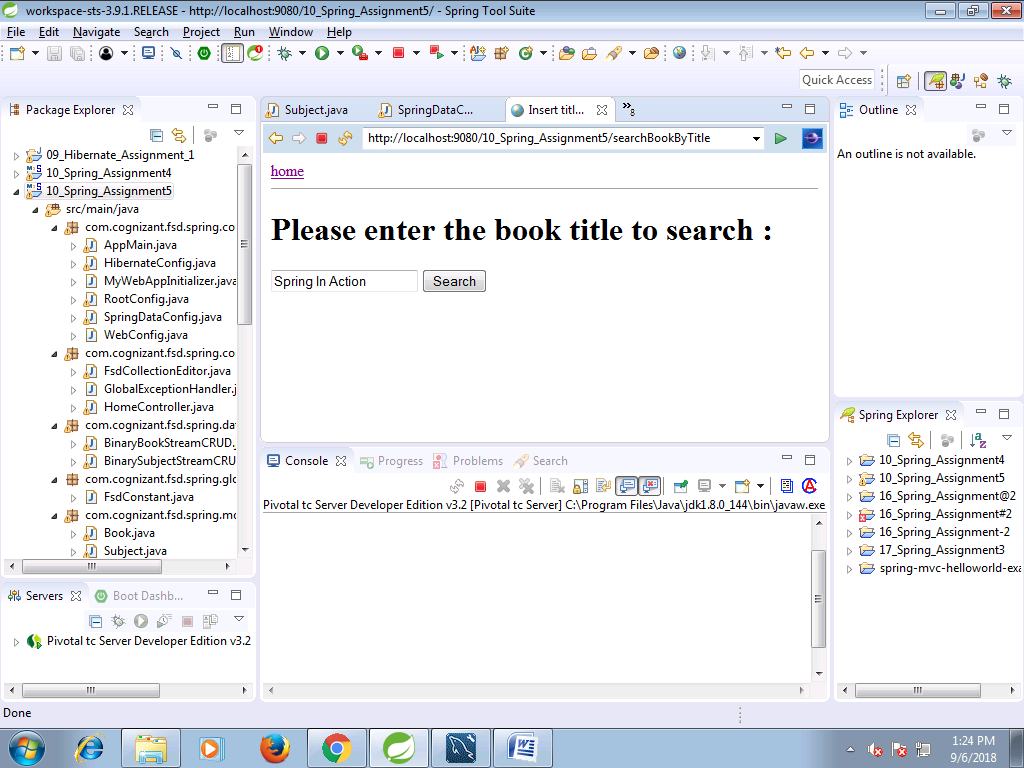 workspace-sts-3.9.1.RELEASE - http://localhost:9080/10_Spring_Assignment5/ - Spring Tool Suite
File Edit Navigate Search Project Run Window Help
Quick Access
Package Explorer
09_Hibernate_Assignment_1
10_Spring_Assignment4
10_Spring_Assignment5
src/main/java
com.cognizant.fsd.spring.co
AppMain.java
HibernateConfig.java
MyWebAppInitializer.java
RootConfig.java
SpringDataConfig.java
WebConfig.java
com.cognizant.fsd.spring.co
FsdCollectionEditor.java
GlobalExceptionHandler.j
HomeController.java
com.cognizant.fsd.spring.da
BinaryBookStreamCRUD.
BinarySubjectStreamCRU
com.cognizant.fsd.spring.glo
FsdConstant.java
com.cognizant.fsd.spring.mo
Book.java
Subject.java
Servers Boot Dashb...
Pivotal tc Server Developer Edition v3.2
Subject.java SpringDataC... Insert titl... »8
http://localhost:9080/10_Spring_Assignment5/searchBookByTitle
home
Please enter the book title to search :
Spring In Action Search
Console Progress Problems Search
Pivotal tc Server Developer Edition v3.2 [Pivotal tc Server] C:\Program Files\Java\jdk1.8.0_144\bin\javaw.exe
Outline
An outline is not available.
Spring Explorer
10_Spring_Assignment4
10_Spring_Assignment5
16_Spring_Assignment@2
16_Spring_Assignment#2
16_Spring_Assignment-2
17_Spring_Assignment3
spring-mvc-helloworld-exa
Done
1:24 PM
9/6/2018